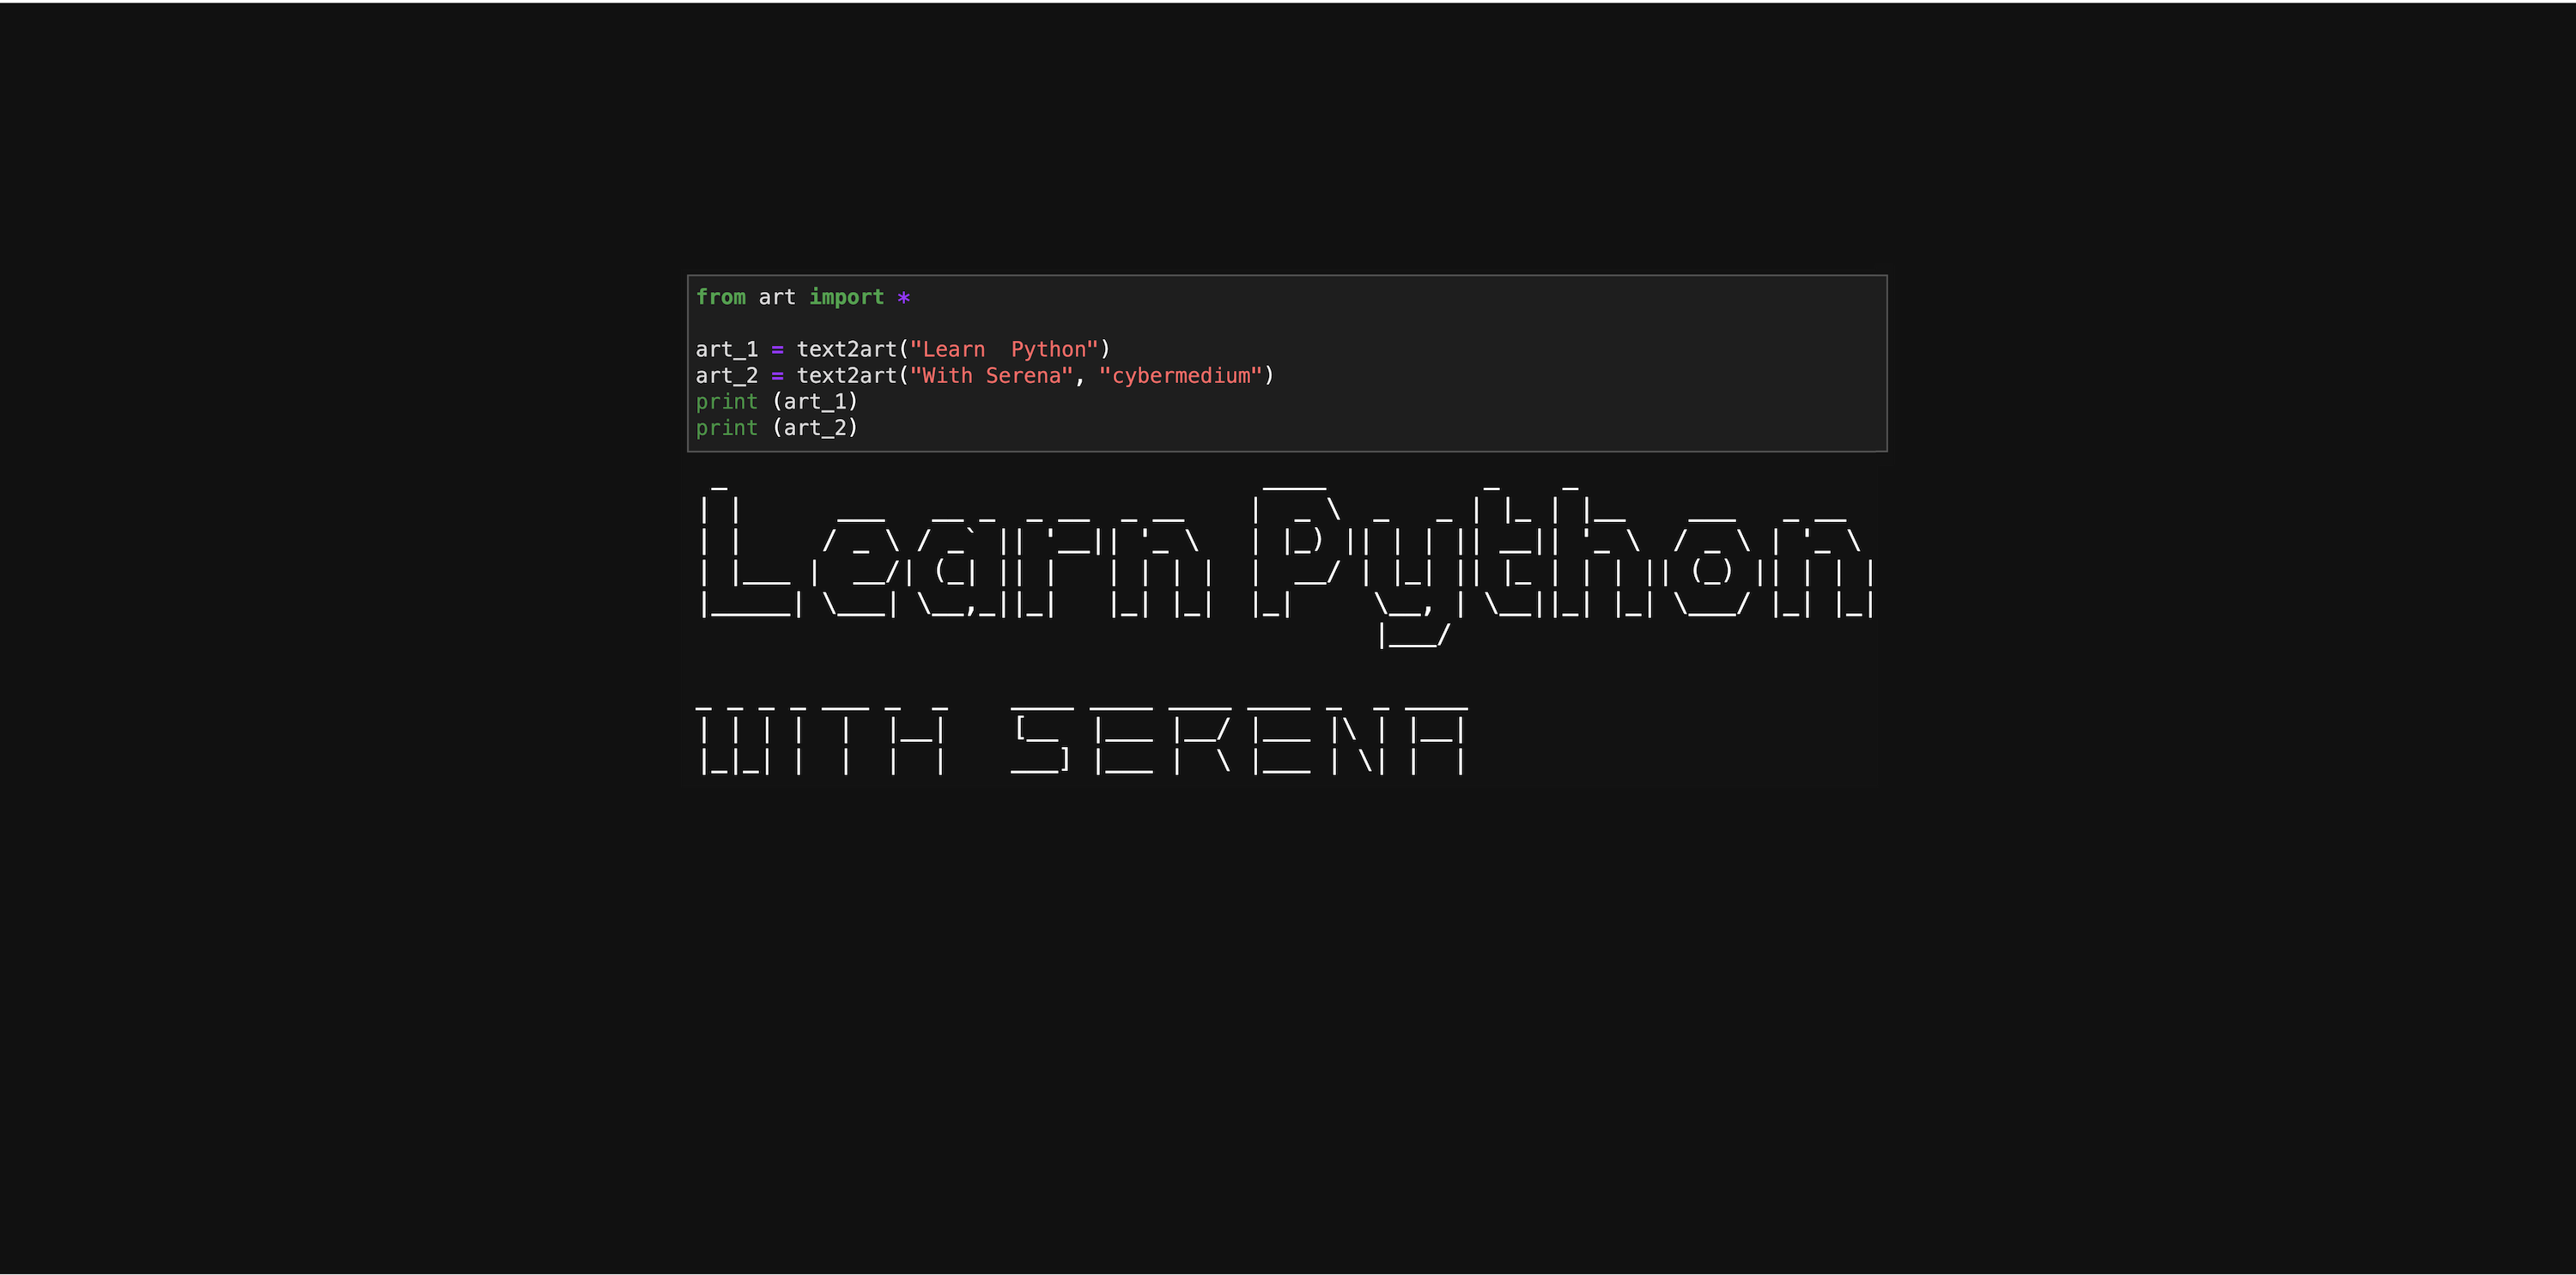 from art import *
art_1 = text2art("Learn  Python")
art_2 = text2art("With Serena", "cybermedium")
print (art_1)
print (art_2)
Learn Python
WITH SERENA